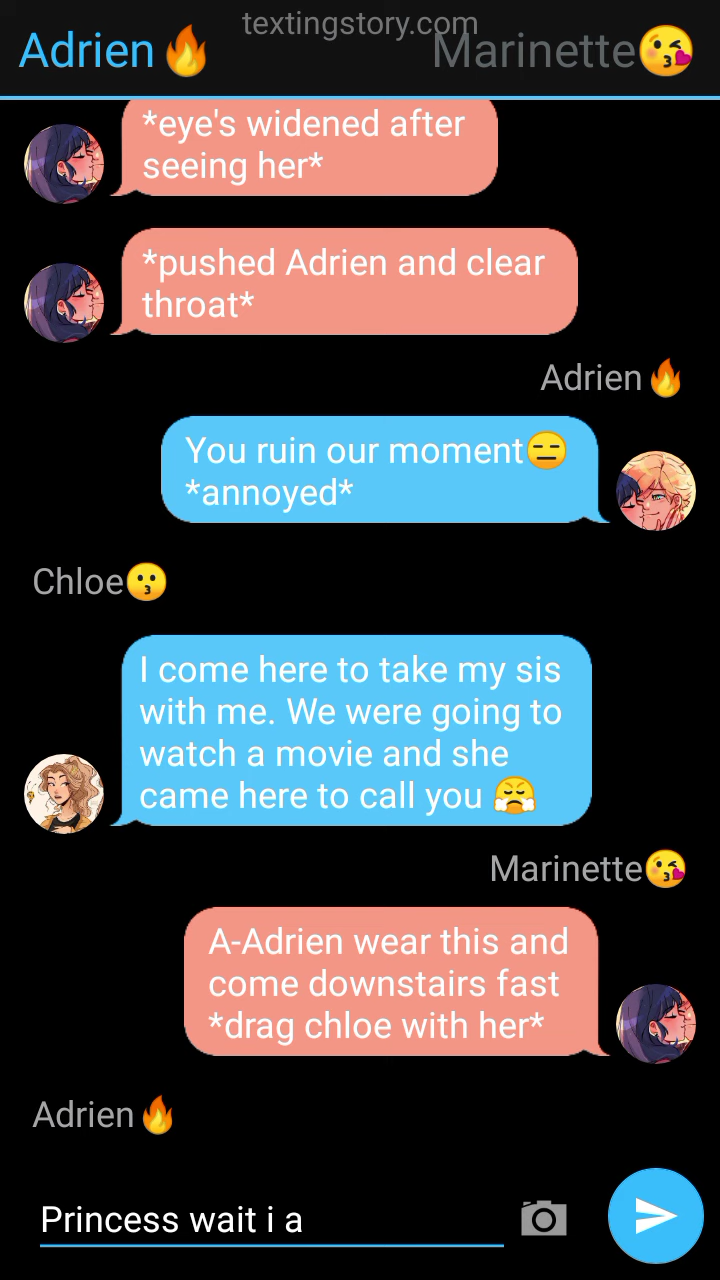 textingstory.com
Adrien🔥 Marinette😘
*eye's widened after
seeing her*
*pushed Adrien and clear
throat*
Adrien🔥
You ruin our moment😑
*annoyed*
Chloe😗
I come here to take my sis
with me. We were going to
watch a movie and she
came here to call you 😤
Marinette😘
A-Adrien wear this and
come downstairs fast
*drag chloe with her*
Adrien🔥
Princess wait i a